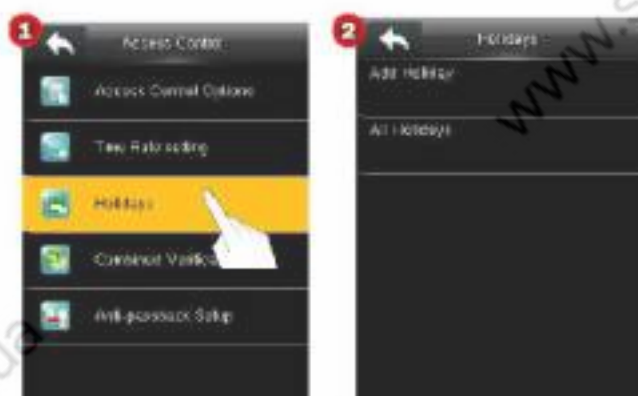 1
Access Control
Access Control Options
Time Rule setting
Holidays
Combined
Anti-passback Setup
2
Holidays
Add Holiday
All Holidays
www.s